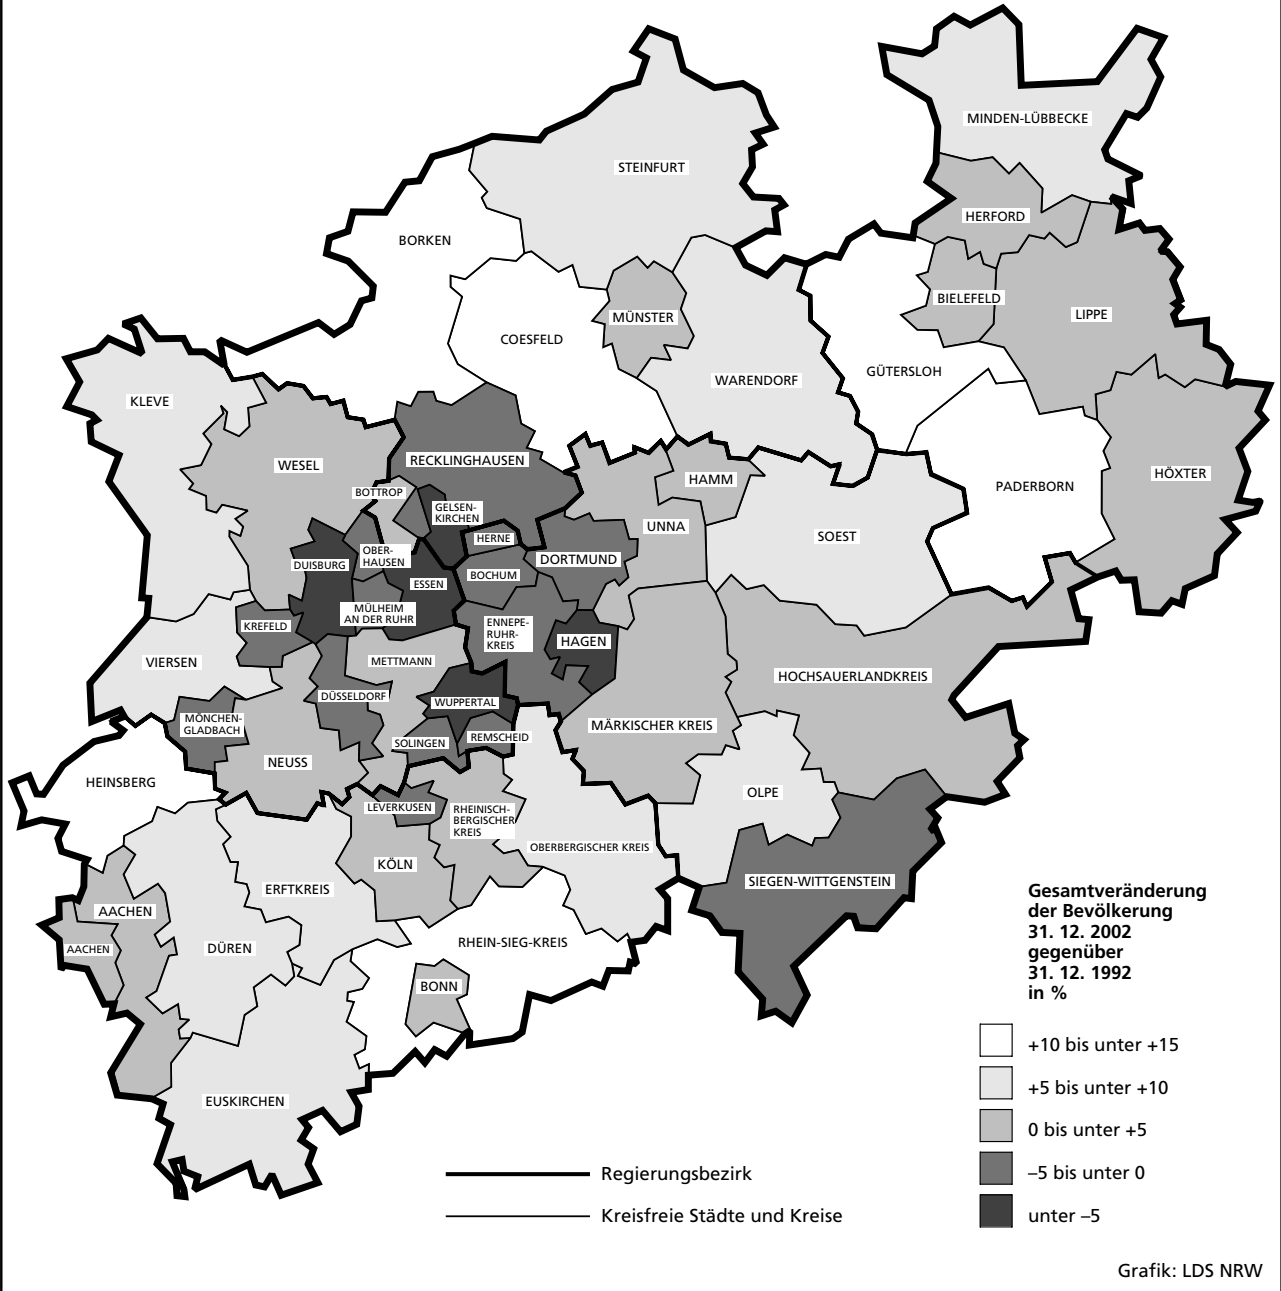 MINDEN-LÜBBECKE
STEINFURT
HERFORD
BORKEN
BIELEFELD
LIPPE
MÜNSTER
COESFELD
GÜTERSLOH
WARENDORF
KLEVE
WESEL
RECKLINGHAUSEN
HÖXTER
HAMM
PADERBORN
BOTTROP
GELSEN-
KIRCHEN
UNNA
SOEST
HERNE
OBER-
HAUSEN
DORTMUND
DUISBURG
BOCHUM
ESSEN
MÜLHEIM
AN DER RUHR
KREFELD
ENNEPE-
RUHR-
KREIS
HAGEN
VIERSEN
METTMANN
HOCHSAUERLANDKREIS
DÜSSELDORF
WUPPERTAL
MÖNCHEN-
GLADBACH
MÄRKISCHER KREIS
REMSCHEID
SOLINGEN
NEUSS
HEINSBERG
OLPE
LEVERKUSEN
RHEINISCH-
BERGISCHER
KREIS
OBERBERGISCHER KREIS
KÖLN
SIEGEN-WITTGENSTEIN
ERFTKREIS
AACHEN
RHEIN-SIEG-KREIS
AACHEN
DÜREN
BONN
EUSKIRCHEN
Gesamtveränderung
der Bevölkerung
31. 12. 2002
gegenüber
31. 12. 1992
in %
+10 bis unter +15
+5 bis unter +10
0 bis unter +5
–5 bis unter 0
unter –5
Regierungsbezirk
Kreisfreie Städte und Kreise
Grafik: LDS NRW